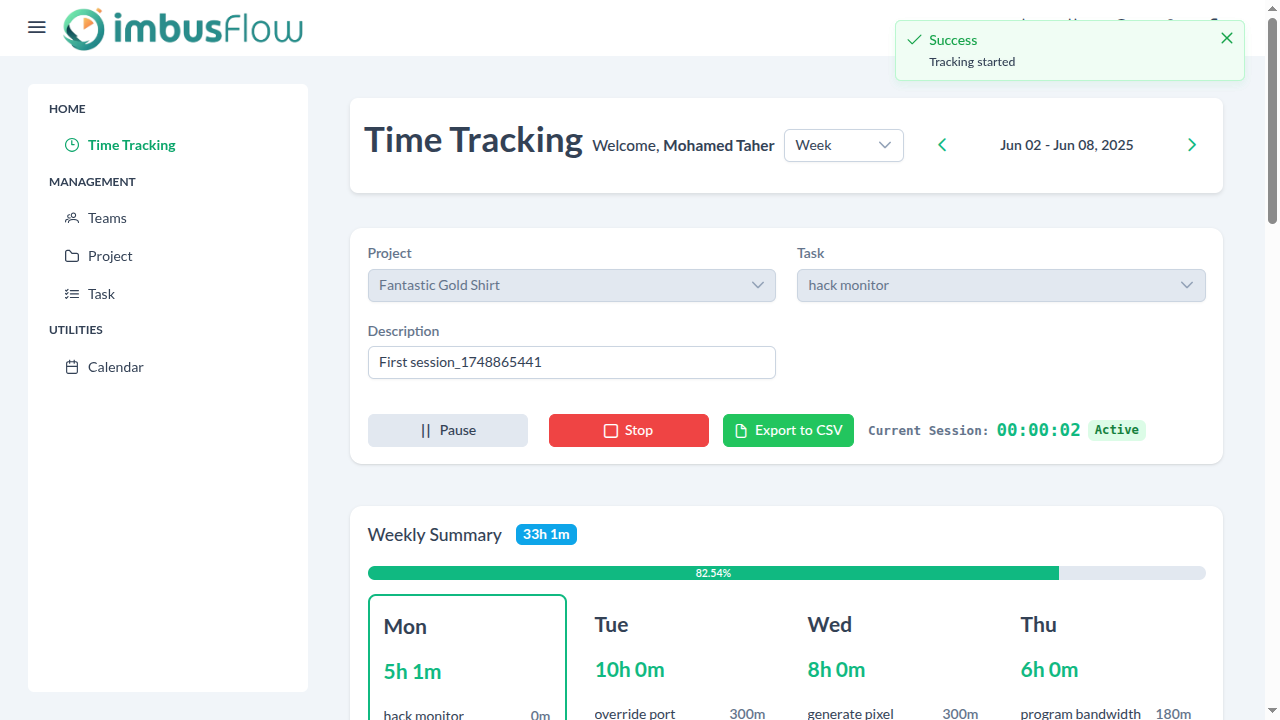 imbusFlow
Success
Tracking started
HOME
Time Tracking
MANAGEMENT
Teams
Project
Task
UTILITIES
Calendar
Time Tracking Welcome, Mohamed Taher Week Jun 02 - Jun 08, 2025
Project Task
Fantastic Gold Shirt hack monitor
Description
First session_1748865441
Pause Stop Export to CSV Current Session: 00:00:02 Active
Weekly Summary 33h 1m
82.54%
Mon Tue Wed Thu
5h 1m 10h 0m 8h 0m 6h 0m
hack monitor 0m override port 300m generate pixel 300m program bandwidth 180m